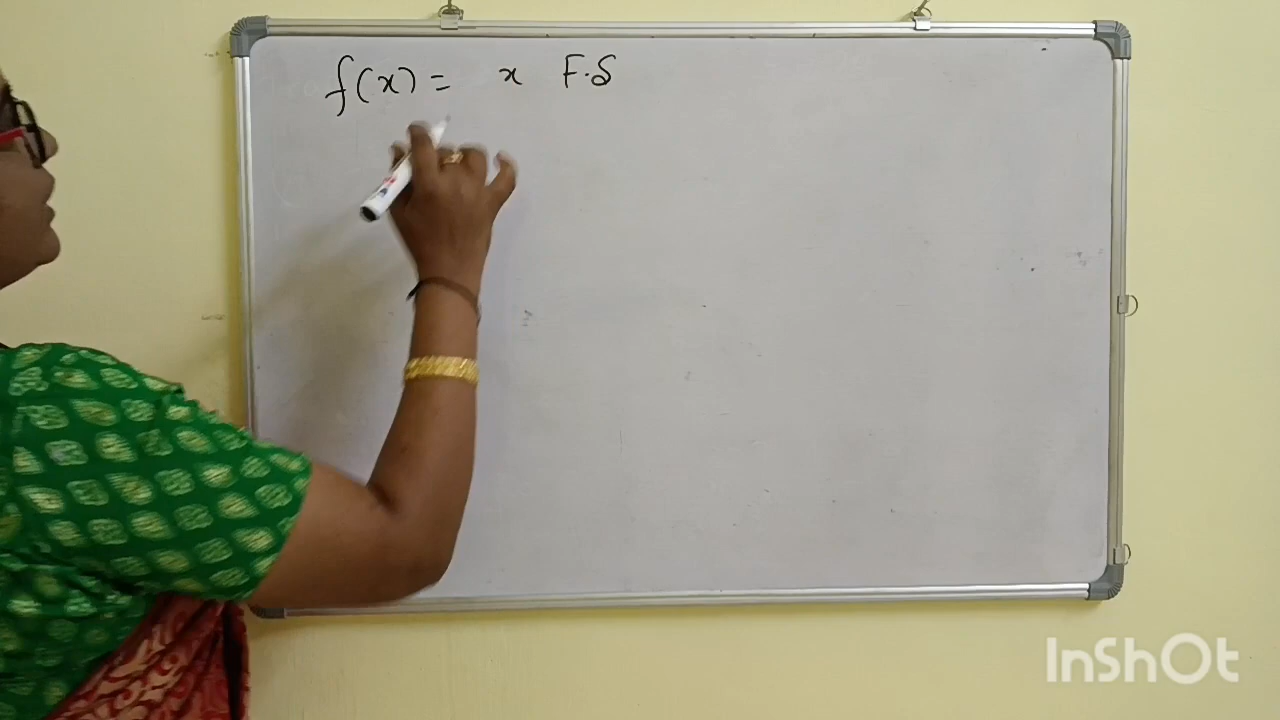 f(x) = x F.S
InShOt